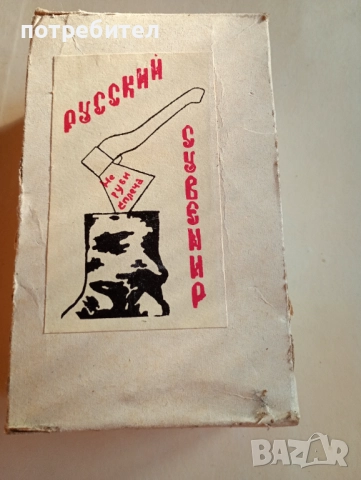 потребител
РУССКИЙ
СУВЕНИР
Не
РУБИ
СПЛЕЧА
BAZAR